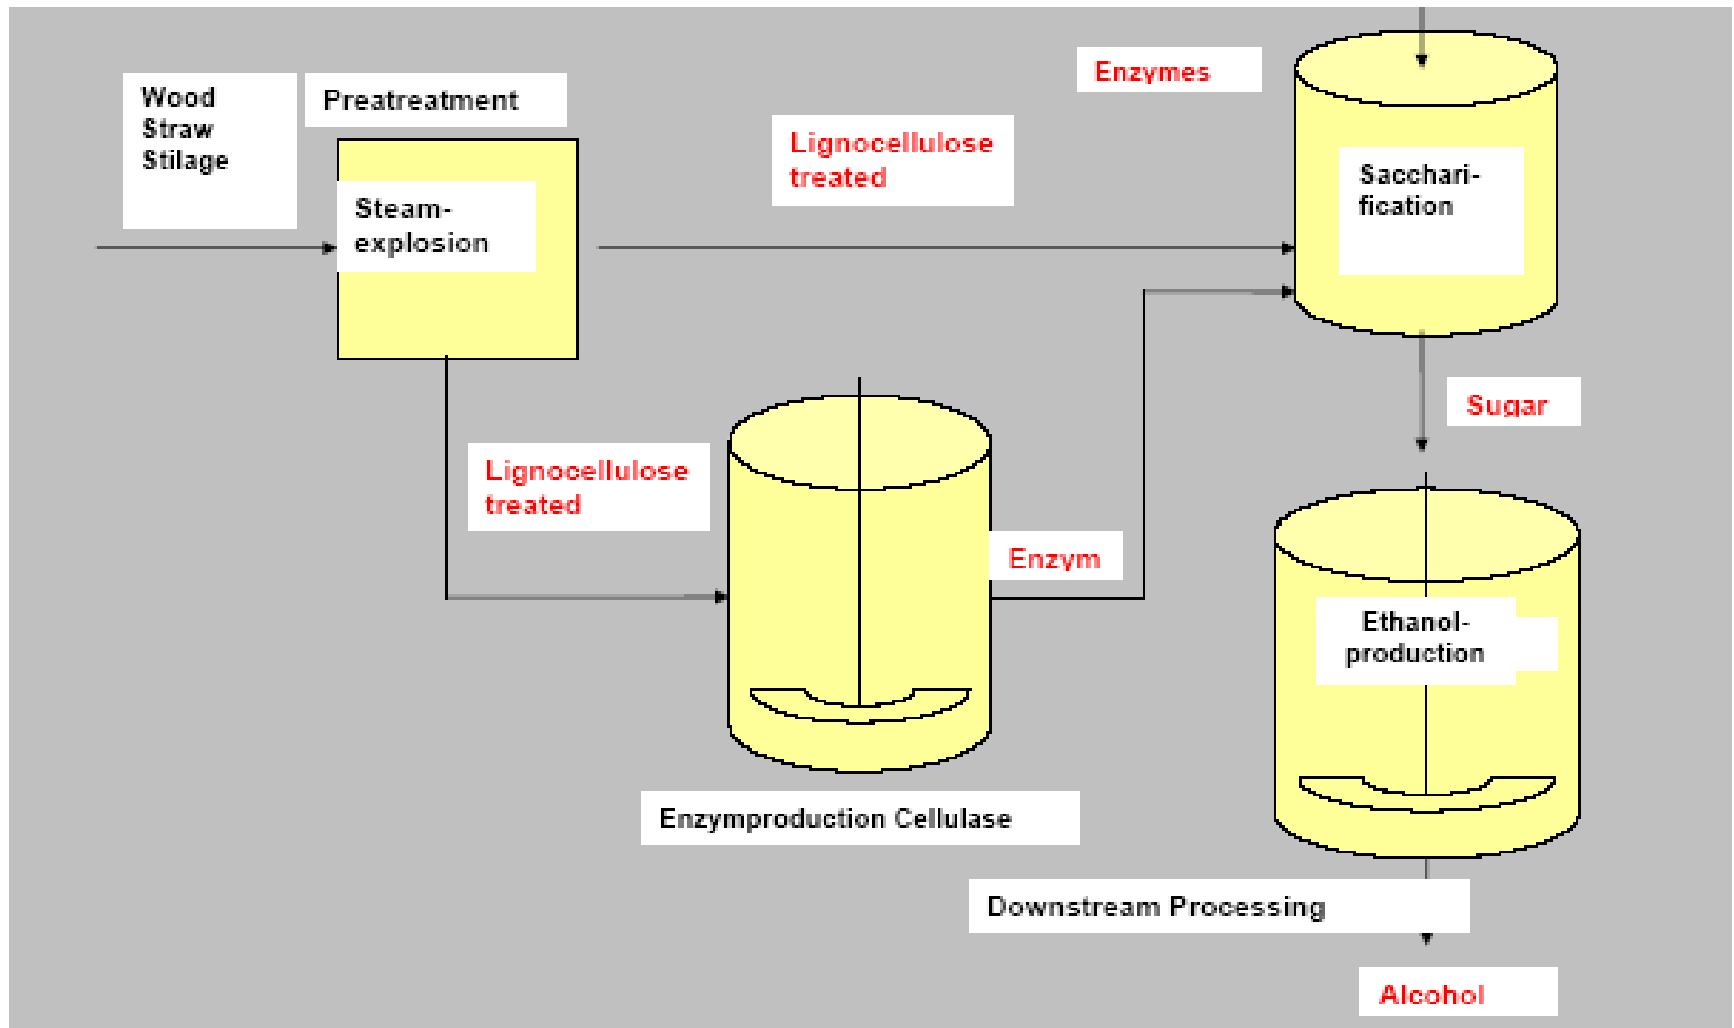 Wood
Straw
Stilage
Preatreatment
Steam-
explosion
Lignocellulose
treated
Enzymes
Sacchari-
fication
Lignocellulose
treated
Enzym
Sugar
Ethanol-
production
Enzymproduction Cellulase
Downstream Processing
Alcohol